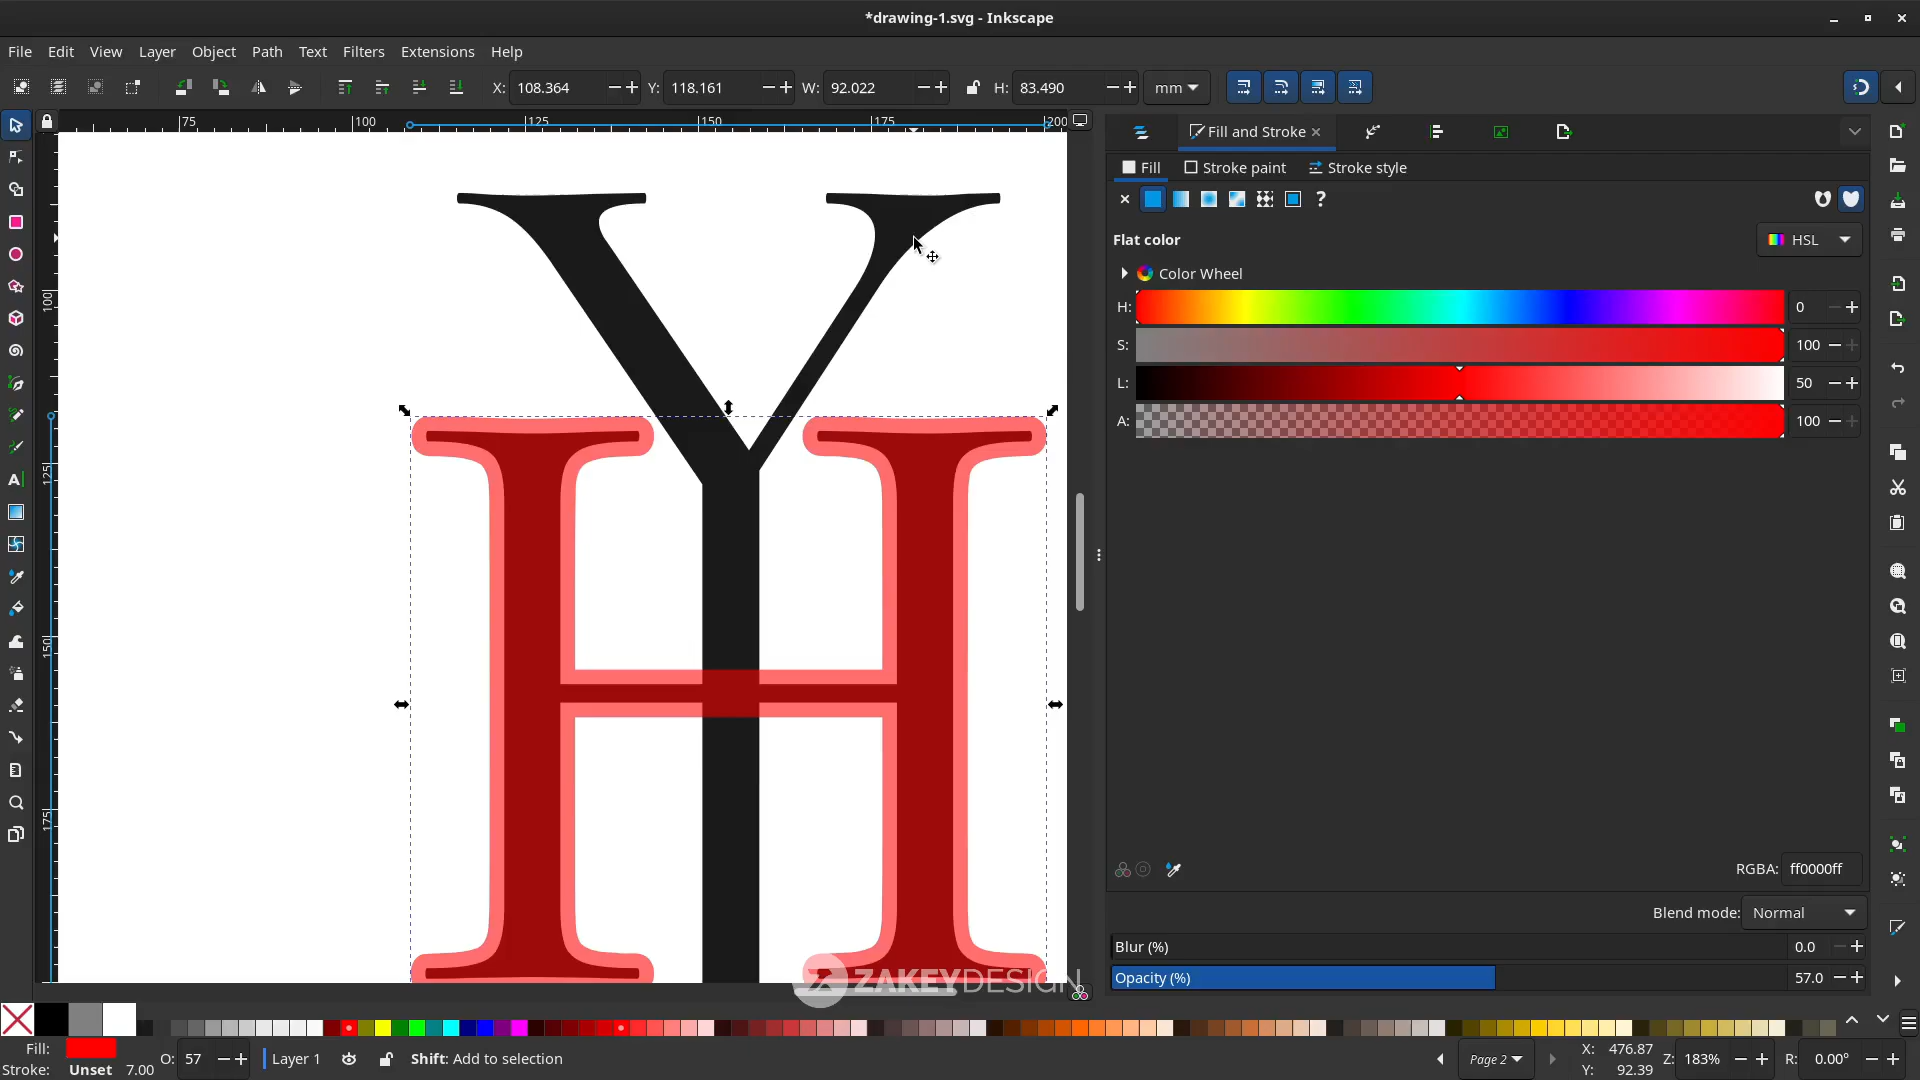 *drawing-1.svg - Inkscape
File Edit View Layer Object Path Text Filters Extensions Help
X: 108.364 Y: 118.161 W: 92.022 H: 83.490 mm
75 100 125 150 175 200
Fill and Stroke
Fill Stroke paint Stroke style
?
Flat color HSL
Color Wheel
H: 0
S: 100
L: 50
A: 100
100
125
150
175
Y
H
RGBA: ff0000ff
Blend mode: Normal
Blur (%) 0.0
Opacity (%) 57.0
ZAKEYDESIGN
Fill:
Stroke: Unset 7.00
O: 57 Layer 1 Shift: Add to selection
Page 2
X: 476.87
Y: 92.39
Z: 183% R: 0.00°